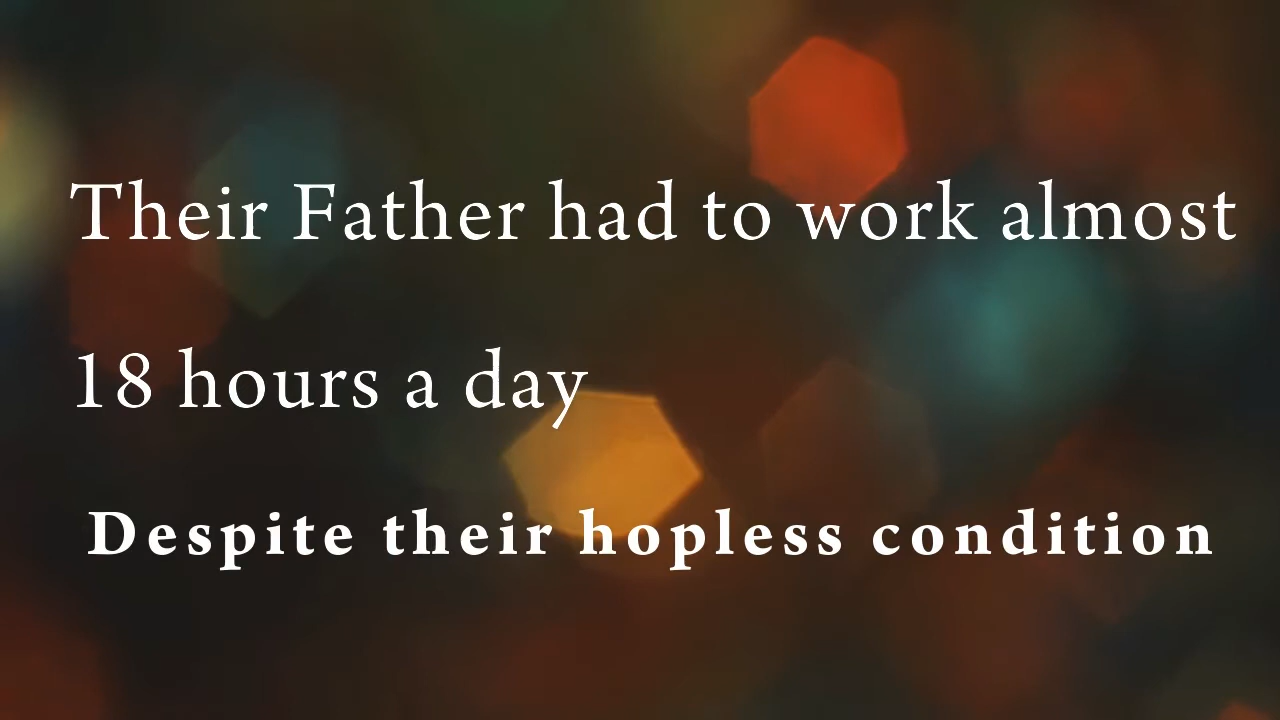 Their Father had to work almost
18 hours a day
Despite their hopless condition